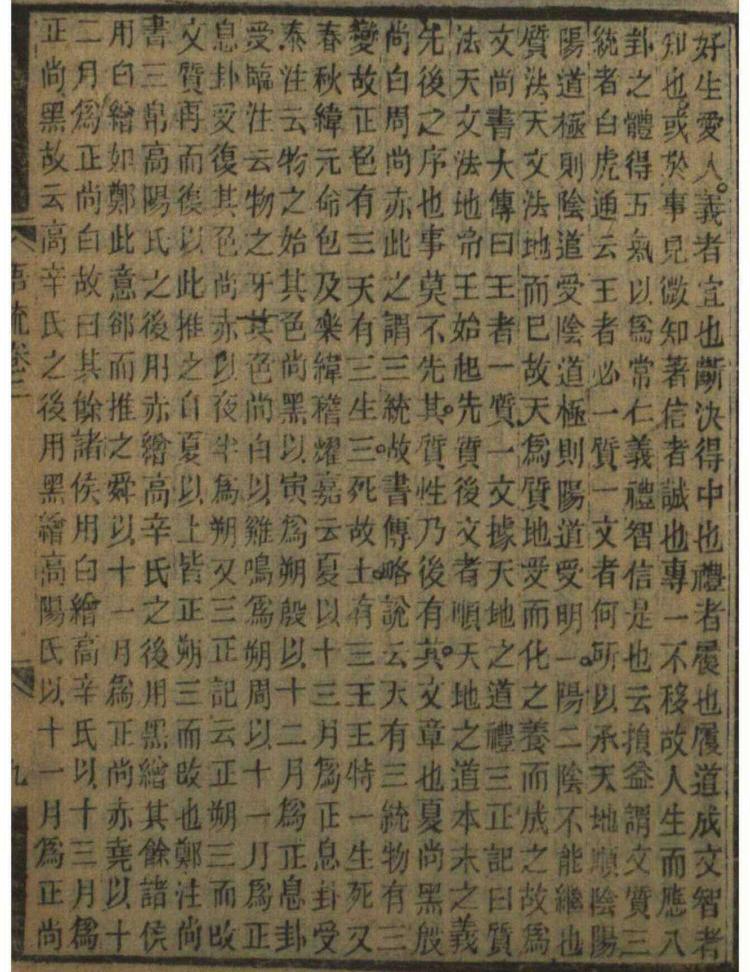 好生愛人義者宜也斷決得中也禮者履也履道成文智者
知也或於事見微知著信者誠也專一不移故人生而應八
卦之體得五氣以爲常仁義禮智信是也云損益謂文質三
統者白虎通云王者必一質一文者何所以承天地順陰陽
陽道極則陰道受陰道極則陽道受明一陽二陰不能繼也
質法天文法地而已故天爲質地受而化之養而成之故爲
文尚書大傳曰王者一質一文據天地之道禮三正記曰質
法天文法地帝王始起先質後文者順天地之道本末之義
先後之序也事莫不先其質性乃後有其文章也夏尚黑殷
尚白周尚赤此之謂三統故書傳略說云天有三統物有三
變故正色有三天有三生三死故土有三王王特一生死又
春秋緯元命包及樂緯稽耀嘉云夏以十三月爲正息卦受
泰注云物之始其色尚黑以寅爲朔殷以十二月爲正息卦
受臨注云物之牙其色尚白以雞鳴爲朔周以十一月爲正
息卦受復其色尚赤以夜半爲朔又三正記云正朔三而改
文質再而復以此推之自夏以上皆正朔三而改也鄭注尚
書三帛高陽氏之後用赤繒高辛氏之後用黑繒其餘諸侯
用白繒如鄭此意卻而推之舜以十一月爲正尚赤堯以十
二月爲正尚白故曰其餘諸侯用白繒高辛氏以十三月爲
正尚黑故云高辛氏之後用黑繒高陽氏以十一月爲正尚
吾疏卷三
九